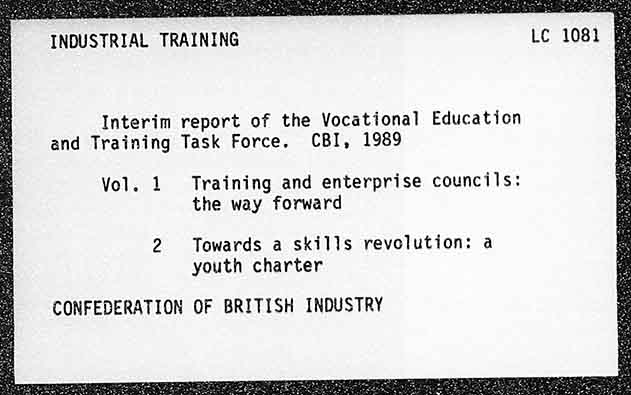 INDUSTRIAL TRAINING LC 1081
Interim report of the Vocational Education
and Training Task Force. CBI, 1989
Vol. 1 Training and enterprise councils:
the way forward
2 Towards a skills revolution: a
youth charter
CONFEDERATION OF BRITISH INDUSTRY